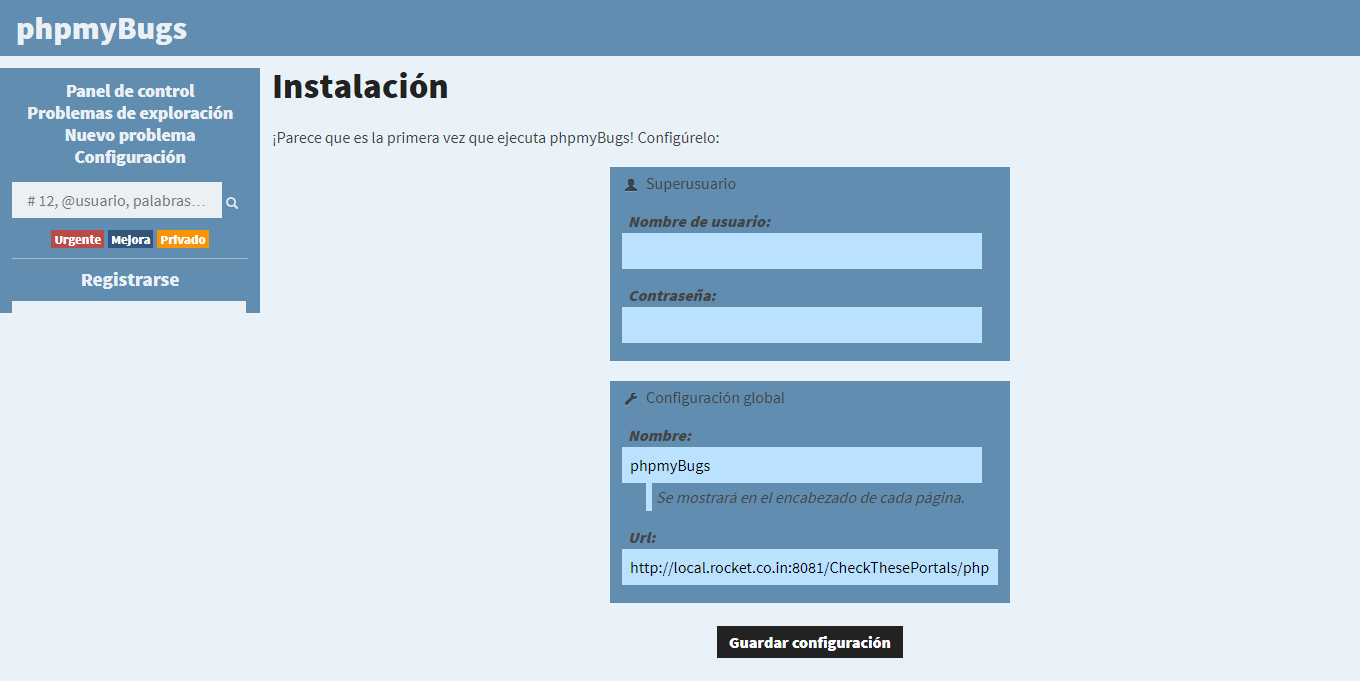 phpmyBugs
Panel de control
Problemas de exploración
Nuevo problema
Configuración
# 12, @usuario, palabras…
Urgente Mejora Privado
Registrarse
Instalación
¡Parece que es la primera vez que ejecuta phpmyBugs! Configúrelo:
Superusuario
Nombre de usuario:
Contraseña:
Configuración global
Nombre:
phpmyBugs
Se mostrará en el encabezado de cada página.
Url:
http://local.rocket.co.in:8081/CheckThesePortals/php
Guardar configuración